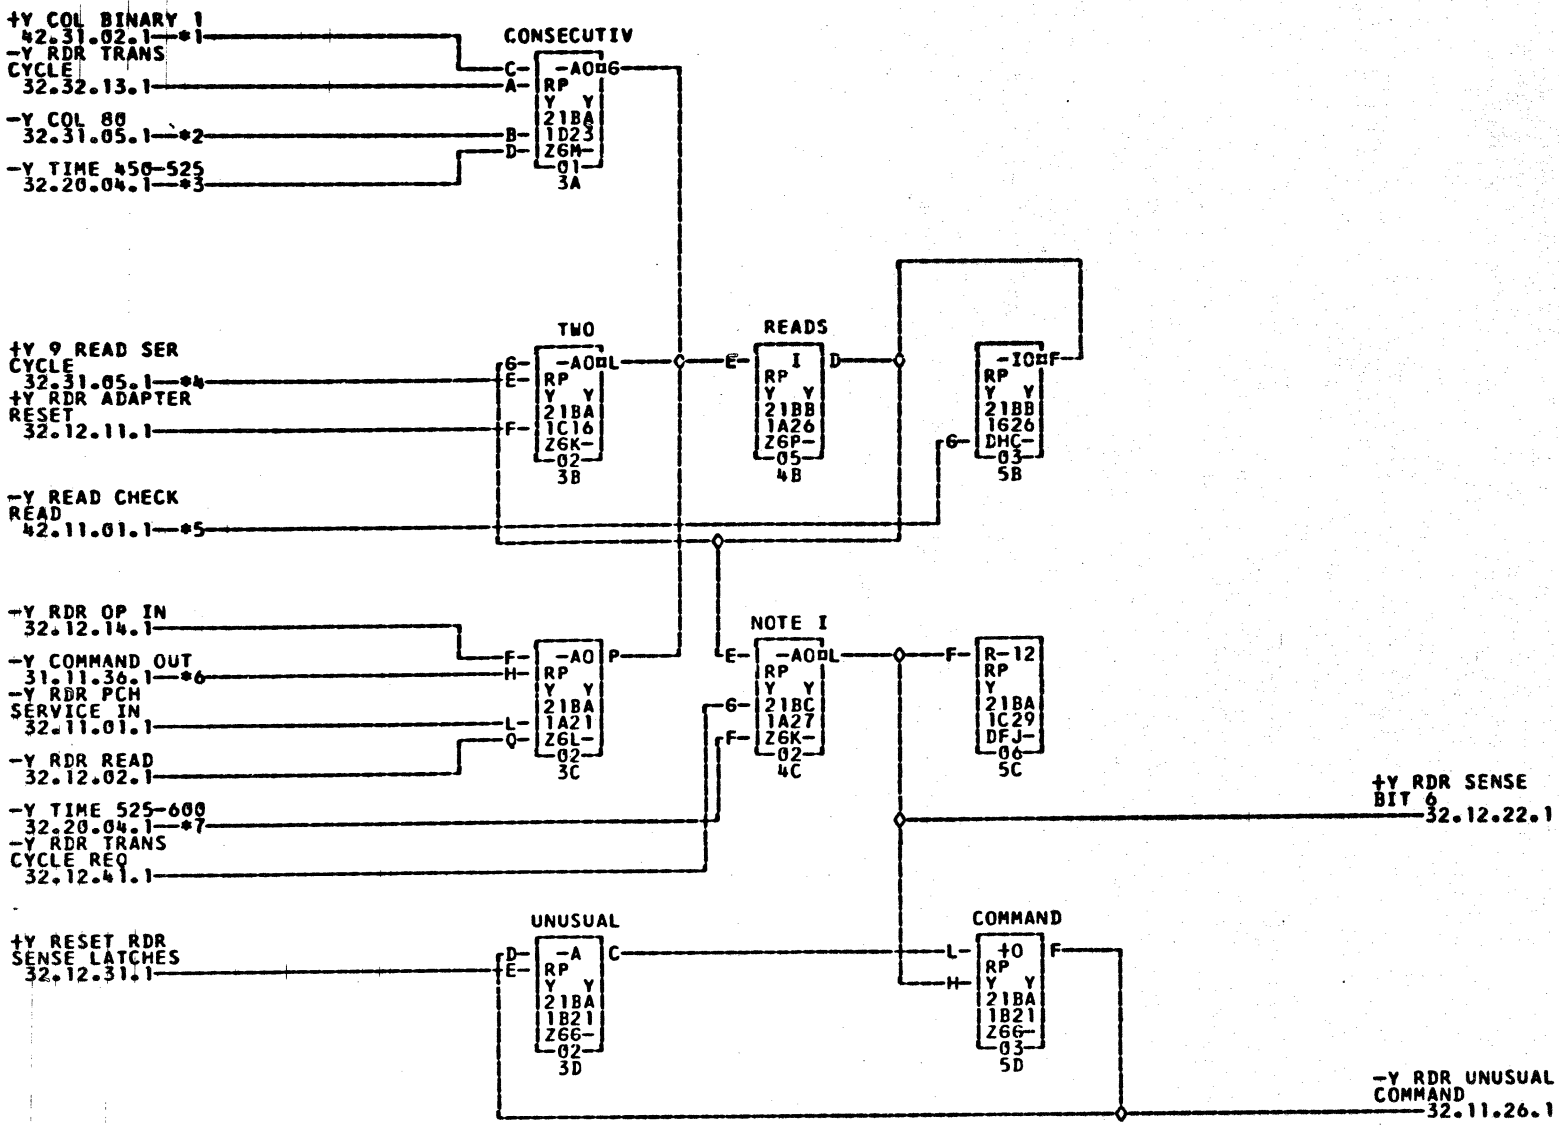 +Y COL BINARY 1
42.31.02.1—*1
-Y RDR TRANS
CYCLE
32.32.13.1
-Y COL 80
32.31.05.1—*2
-Y TIME 450-525
32.20.04.1—*3
CONSECUTIV
C- -AO G
A- RP
Y Y
21BA
B- 1D23
D- Z6M-
01
3A
+Y 9 READ SER
CYCLE
32.31.05.1—*4
+Y RDR ADAPTER
RESET
32.12.11.1
-Y READ CHECK
READ
42.11.01.1—*5
TWO
G- -AO L
E- RP
Y Y
21BA
F- 1C16
Z6K-
02
3B
READS
E- I D
RP
Y Y
21BB
1A26
Z6P-
05
4B
-IO F
RP
Y Y
21BB
1626
G- DHC-
03
5B
-Y RDR OP IN
32.12.14.1
-Y COMMAND OUT
31.11.36.1—*6
-Y RDR PCH
SERVICE IN
32.11.01.1
-Y RDR READ
32.12.02.1
-Y TIME 525-600
32.20.04.1—*7
-Y RDR TRANS
CYCLE REQ
32.12.41.1
F- -AO P
H- RP
Y Y
21BA
L- 1A21
Q- Z6L-
02
3C
NOTE I
E- -AO L
RP
Y Y
G- 21BC
1A27
F- Z6K-
02
4C
F- R-12
RP
Y
21BA
1C29
DFJ-
06
5C
+Y RDR SENSE
BIT 6
32.12.22.1
+Y RESET RDR
SENSE LATCHES
32.12.31.1
UNUSUAL
D- -A C
E- RP
Y Y
21BA
1B21
Z66-
02
3D
COMMAND
L- +O F
RP
H- Y Y
21BA
1B21
Z66-
03
5D
-Y RDR UNUSUAL
COMMAND
32.11.26.1